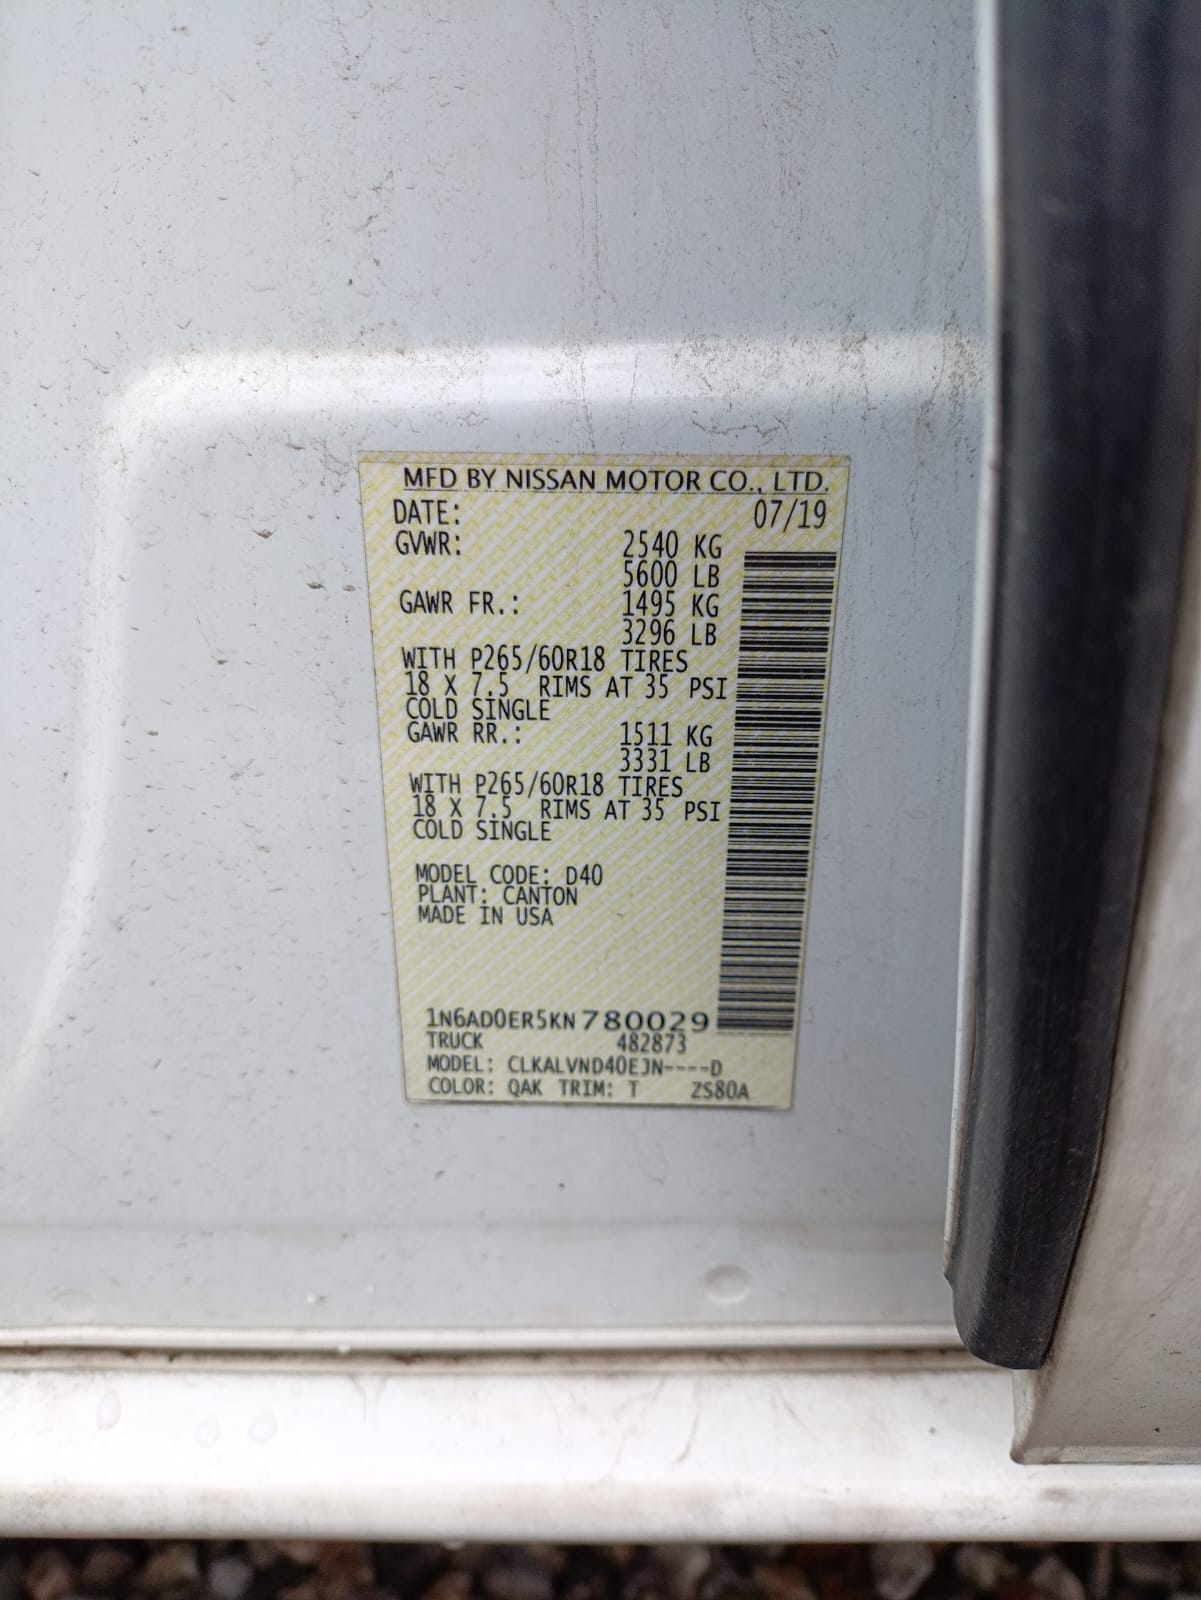 MFD BY NISSAN MOTOR CO., LTD.
DATE: 07/19
GVWR: 2540 KG
5600 LB
GAWR FR.: 1495 KG
3296 LB
WITH P265/60R18 TIRES
18 X 7.5 RIMS AT 35 PSI
COLD SINGLE
GAWR RR.: 1511 KG
3331 LB
WITH P265/60R18 TIRES
18 X 7.5 RIMS AT 35 PSI
COLD SINGLE
MODEL CODE: D40
PLANT: CANTON
MADE IN USA
1N6AD0ER5KN780029
TRUCK 482873
MODEL: CLKALVND40EJN----D
COLOR: QAK TRIM: T ZS80A